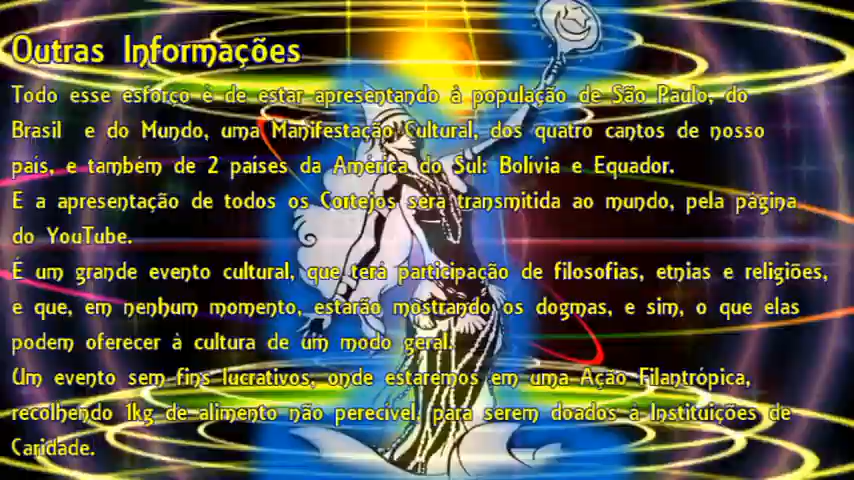 Outras Informações
Todo esse esforço é de estar apresentando à população de São Paulo, do
Brasil e do Mundo, uma Manifestação Cultural, dos quatro cantos de nosso
país, e também de 2 países da America do Sul: Bolívia e Equador.
E a apresentação de todos os Cortejos será transmitida ao mundo, pela página
do YouTube.
É um grande evento cultural, que terá participação de filosofias, etnias e religiões,
e que, em nenhum momento, estarão mostrando os dogmas, e sim, o que elas
podem oferecer à cultura de um modo geral.
Um evento sem fins lucrativos, onde estaremos em uma Ação Filantrópica,
recolhendo 1kg de alimento não perecível, para serem doados à Instituições de
Caridade.